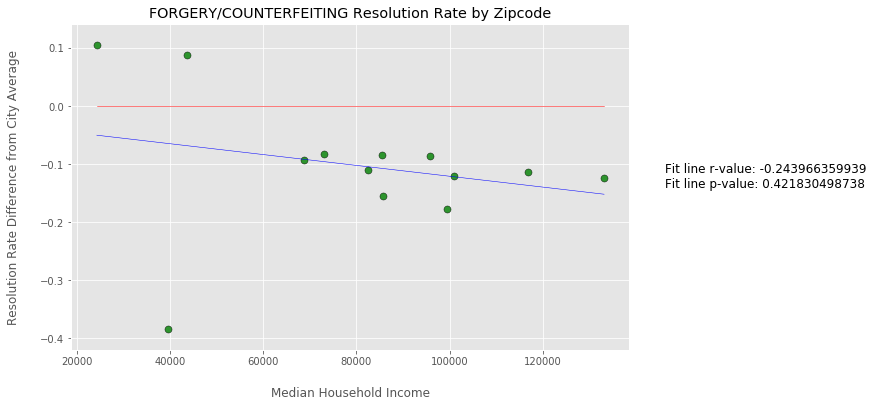 FORGERY/COUNTERFEITING Resolution Rate by Zipcode
Resolution Rate Difference from City Average
0.1
0.0
−0.1
−0.2
−0.3
−0.4
20000 40000 60000 80000 100000 120000
Median Household Income
Fit line r-value: -0.243966359939
Fit line p-value: 0.421830498738